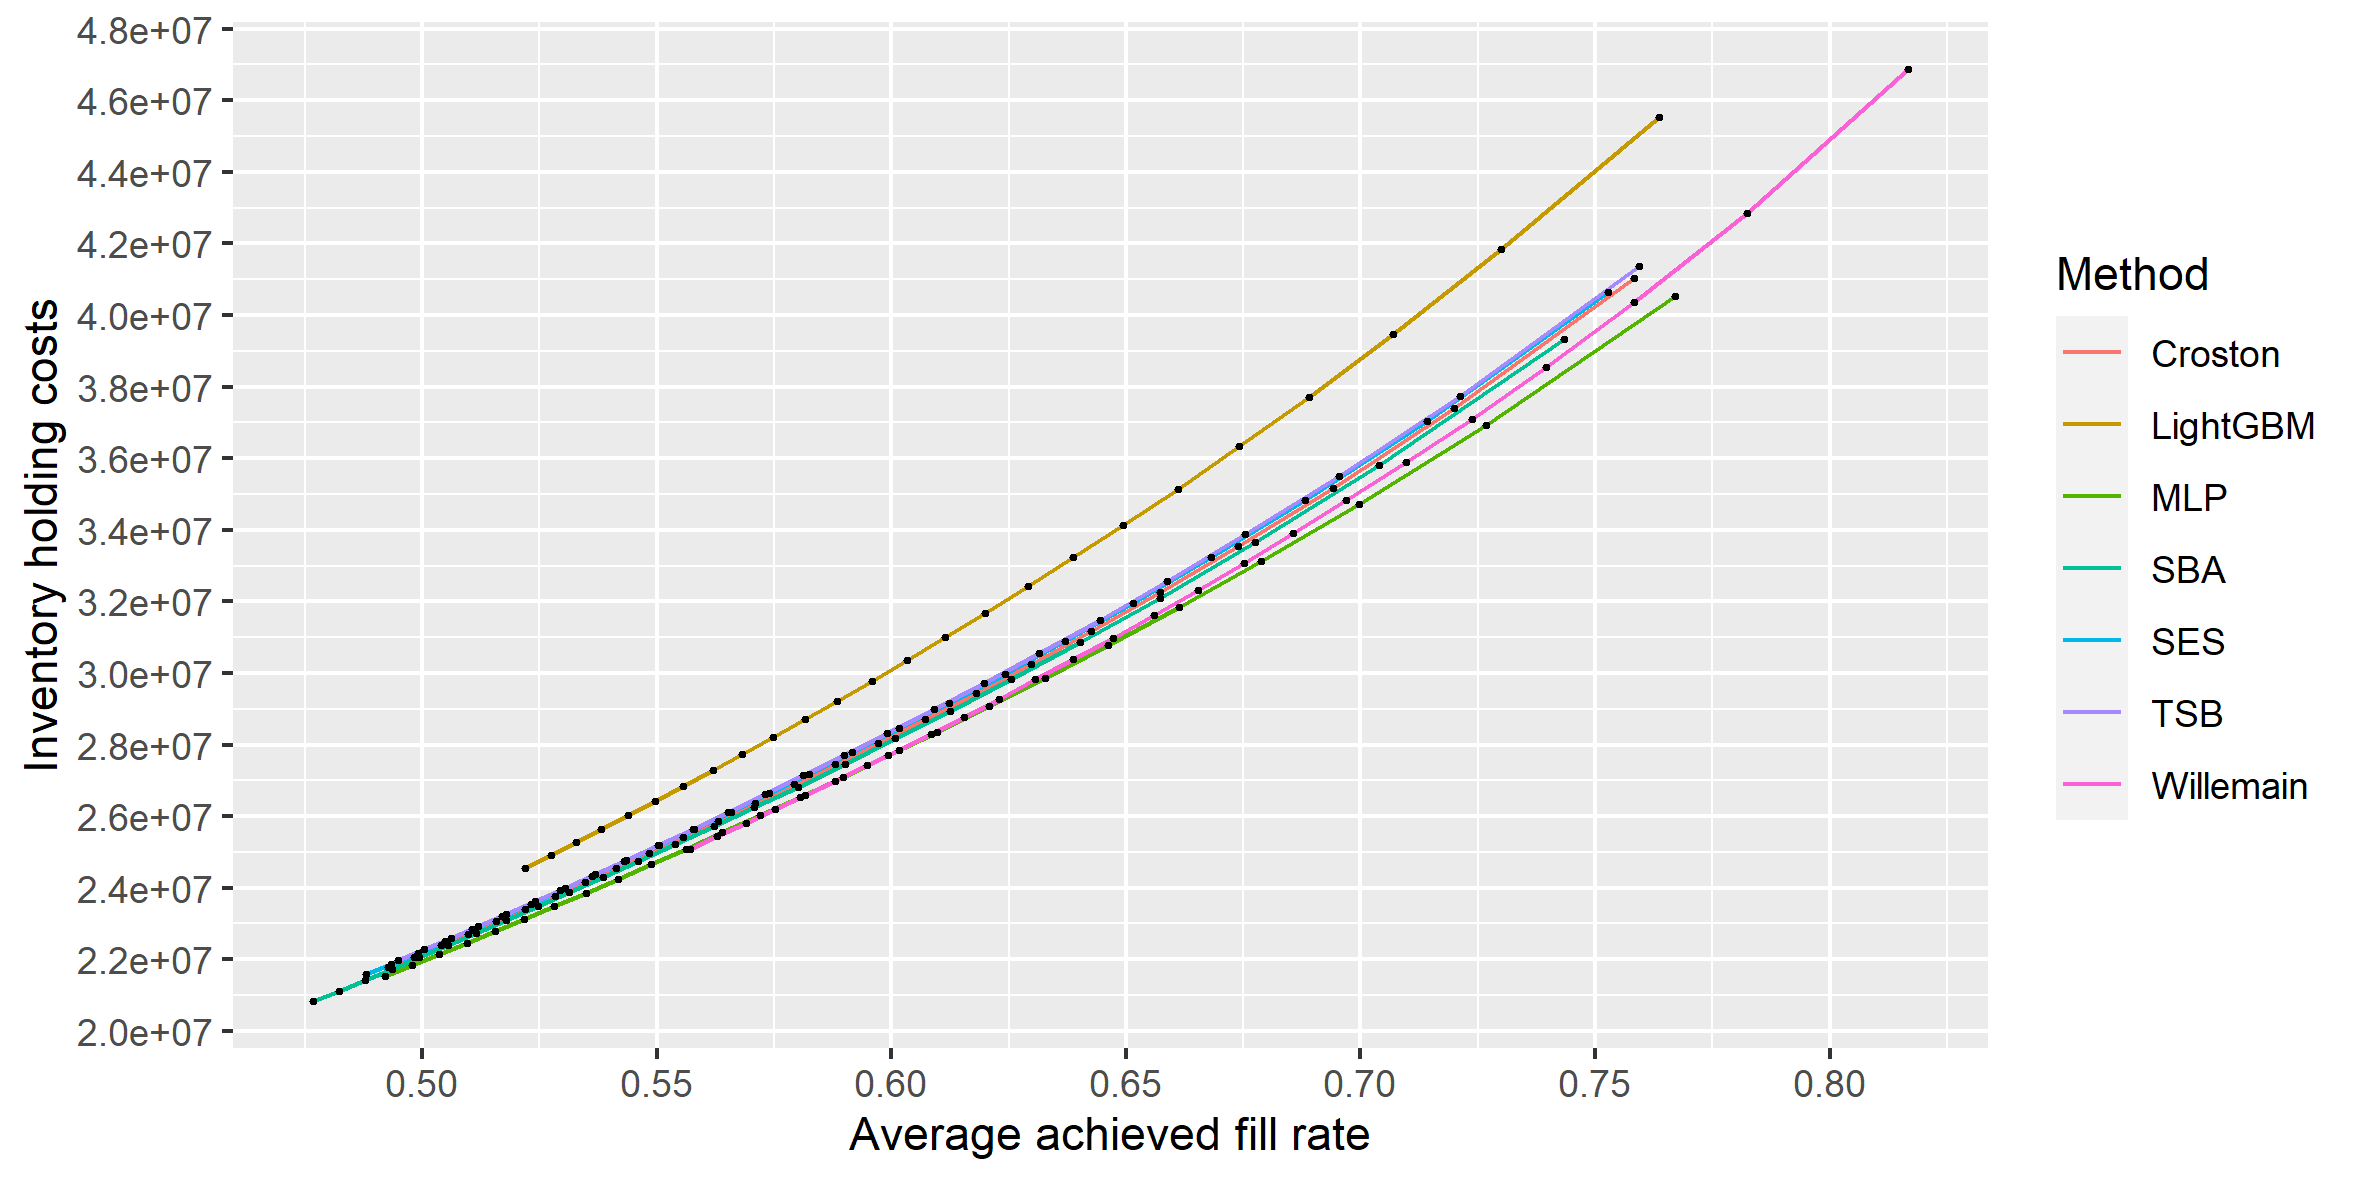 4.8e+07
4.6e+07
4.4e+07
4.2e+07
4.0e+07
3.8e+07
3.6e+07
3.4e+07
3.2e+07
3.0e+07
2.8e+07
2.6e+07
2.4e+07
2.2e+07
2.0e+07
Inventory holding costs
0.50 0.55 0.60 0.65 0.70 0.75 0.80
Average achieved fill rate
Method
Croston
LightGBM
MLP
SBA
SES
TSB
Willemain